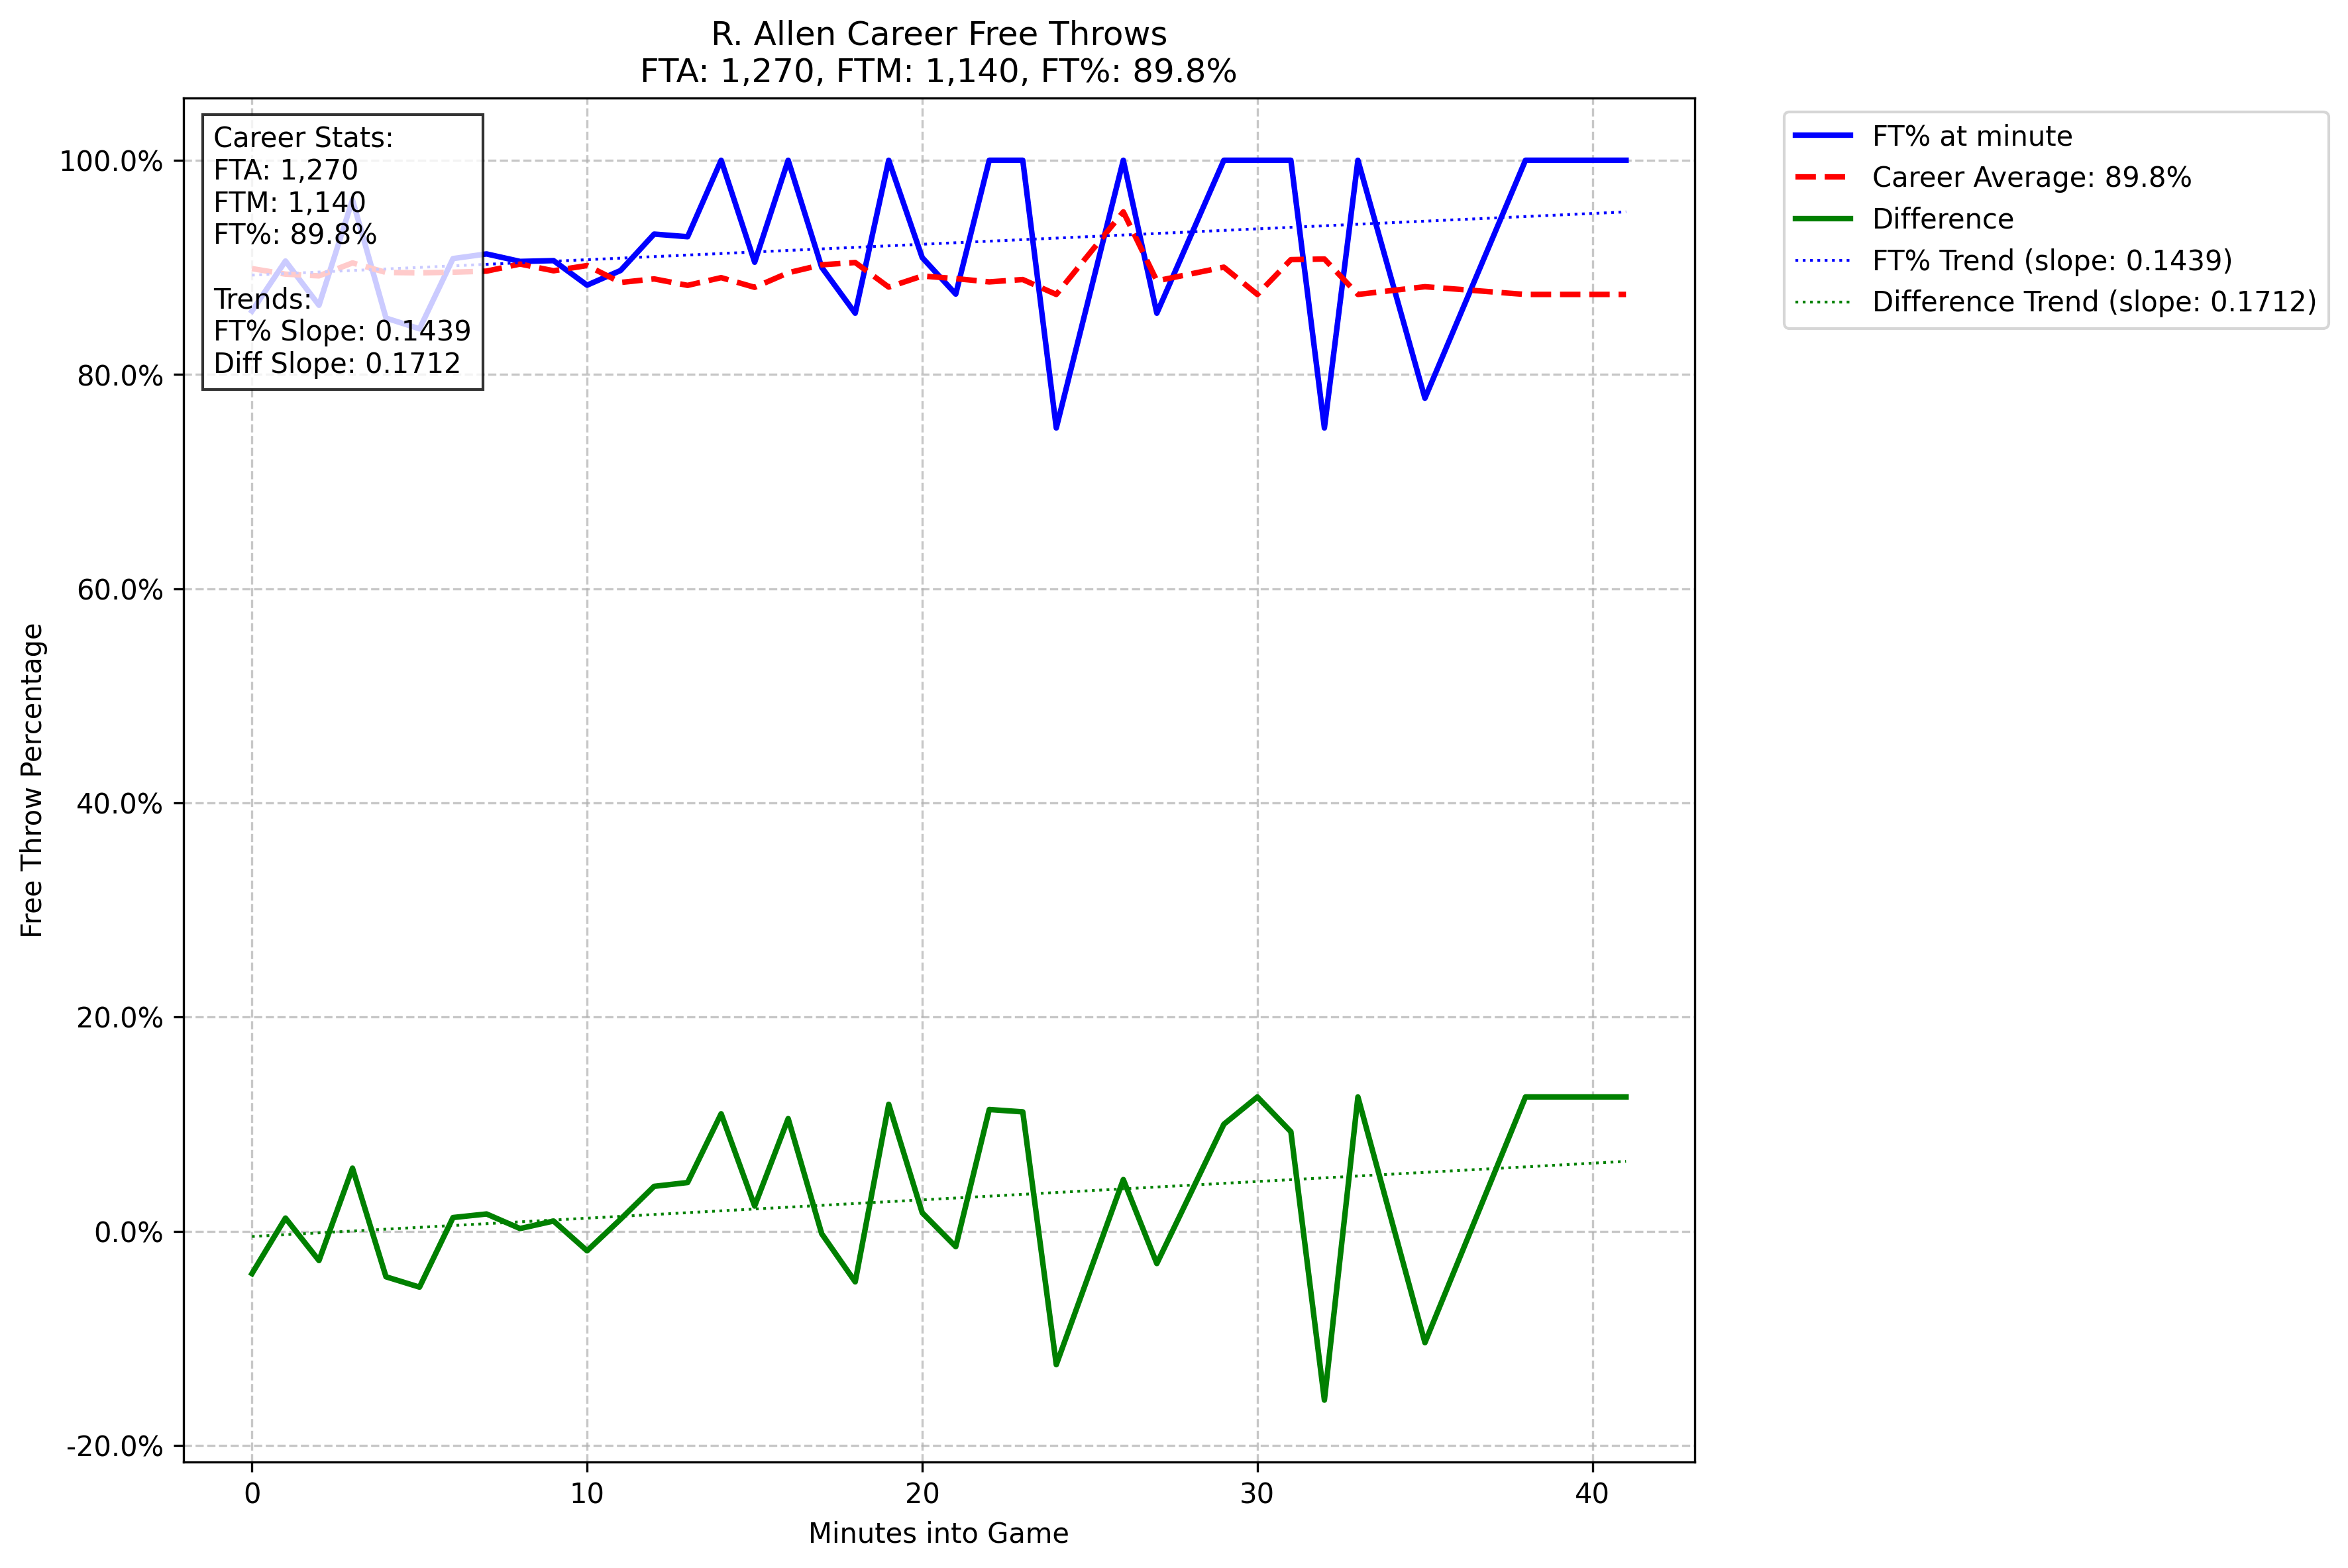 R. Allen Career Free Throws
FTA: 1,270, FTM: 1,140, FT%: 89.8%
Career Stats:
FTA: 1,270
FTM: 1,140
FT%: 89.8%
Trends:
FT% Slope: 0.1439
Diff Slope: 0.1712
FT% at minute
Career Average: 89.8%
Difference
FT% Trend (slope: 0.1439)
Difference Trend (slope: 0.1712)
Free Throw Percentage
100.0%
80.0%
60.0%
40.0%
20.0%
0.0%
-20.0%
0
10
20
30
40
Minutes into Game